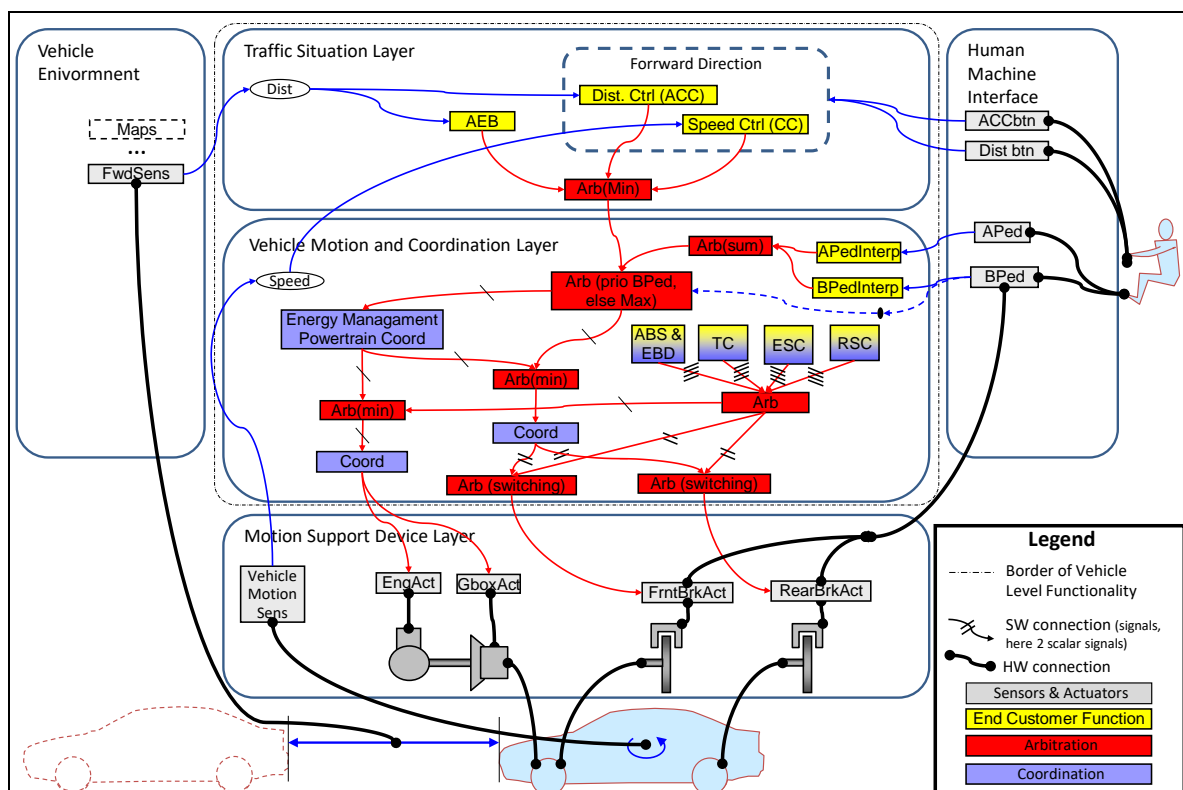 Vehicle
Enivormnent
Maps
...
FwdSens
Traffic Situation Layer
Dist
Forrward Direction
Dist. Ctrl (ACC)
AEB
Speed Ctrl (CC)
Arb(Min)
Human
Machine
Interface
ACCbtn
Dist btn
APed
BPed
Vehicle Motion and Coordination Layer
Speed
Arb(sum)
APedInterp
BPedInterp
Arb (prio BPed,
else Max)
Energy Managament
Powertrain Coord
ABS &
EBD
TC
ESC
RSC
Arb(min)
Arb(min)
Arb
Coord
Coord
Arb (switching)
Arb (switching)
Motion Support Device Layer
Vehicle
Motion
Sens
EngAct
GboxAct
FrntBrkAct
RearBrkAct
Legend
Border of Vehicle
Level Functionality
SW connection (signals,
here 2 scalar signals)
HW connection
Sensors & Actuators
End Customer Function
Arbitration
Coordination